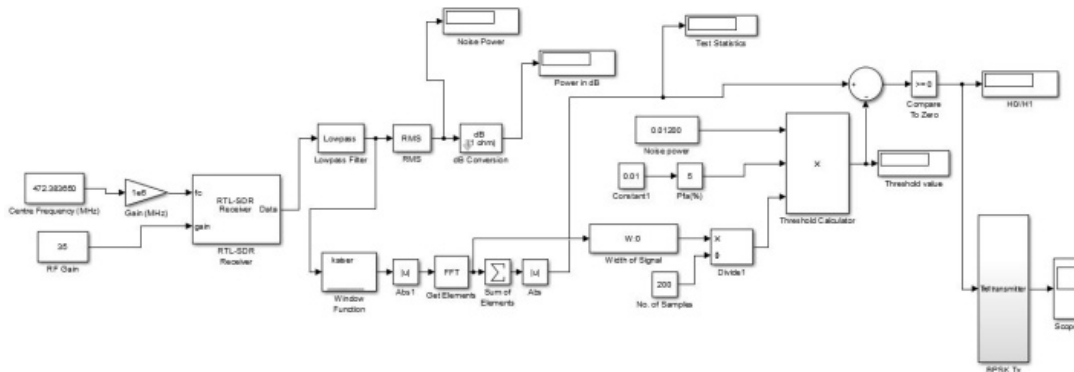 Noise Power
Test Statistics
Power in dB
Lowpass
Lowpass Filter
RMS
RMS
dB
(1 ohm)
dB Conversion
+
−
>= 0
Compare
To Zero
H0/H1
0.01200
Noise power
0.01
Constant1
5
Pfa(%)
×
Threshold Calculator
Threshold value
472.383650
Centre Frequency (MHz)
1e6
Gain (MHz)
35
RF Gain
fc
gain
RTL-SDR
Receiver
Data
RTL-SDR
Receiver
kaiser
Window
Function
|u|
Abs1
FFT
Get Elements
Sum of
Elements
|u|
Abs
Width of Signal
200
No. of Samples
Divide1
BPSK Tx